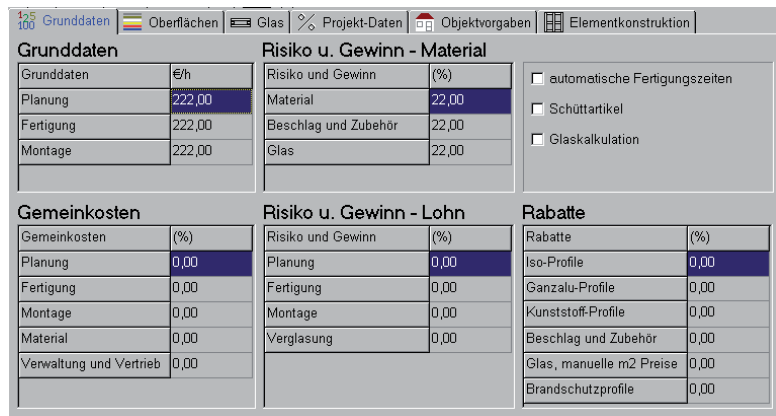 125
100 Grunddaten Oberflächen Glas Projekt-Daten Objektvorgaben Elementkonstruktion
Grunddaten
Grunddaten €/h
Planung 222,00
Fertigung 222,00
Montage 222,00
Risiko u. Gewinn - Material
Risiko und Gewinn (%)
Material 22,00
Beschlag und Zubehör 22,00
Glas 22,00
automatische Fertigungszeiten
Schüttartikel
Glaskalkulation
Gemeinkosten
Gemeinkosten (%)
Planung 0,00
Fertigung 0,00
Montage 0,00
Material 0,00
Verwaltung und Vertrieb 0,00
Risiko u. Gewinn - Lohn
Risiko und Gewinn (%)
Planung 0,00
Fertigung 0,00
Montage 0,00
Verglasung 0,00
Rabatte
Rabatte (%)
Iso-Profile 0,00
Ganzalu-Profile 0,00
Kunststoff-Profile 0,00
Beschlag und Zubehör 0,00
Glas, manuelle m2 Preise 0,00
Brandschutzprofile 0,00